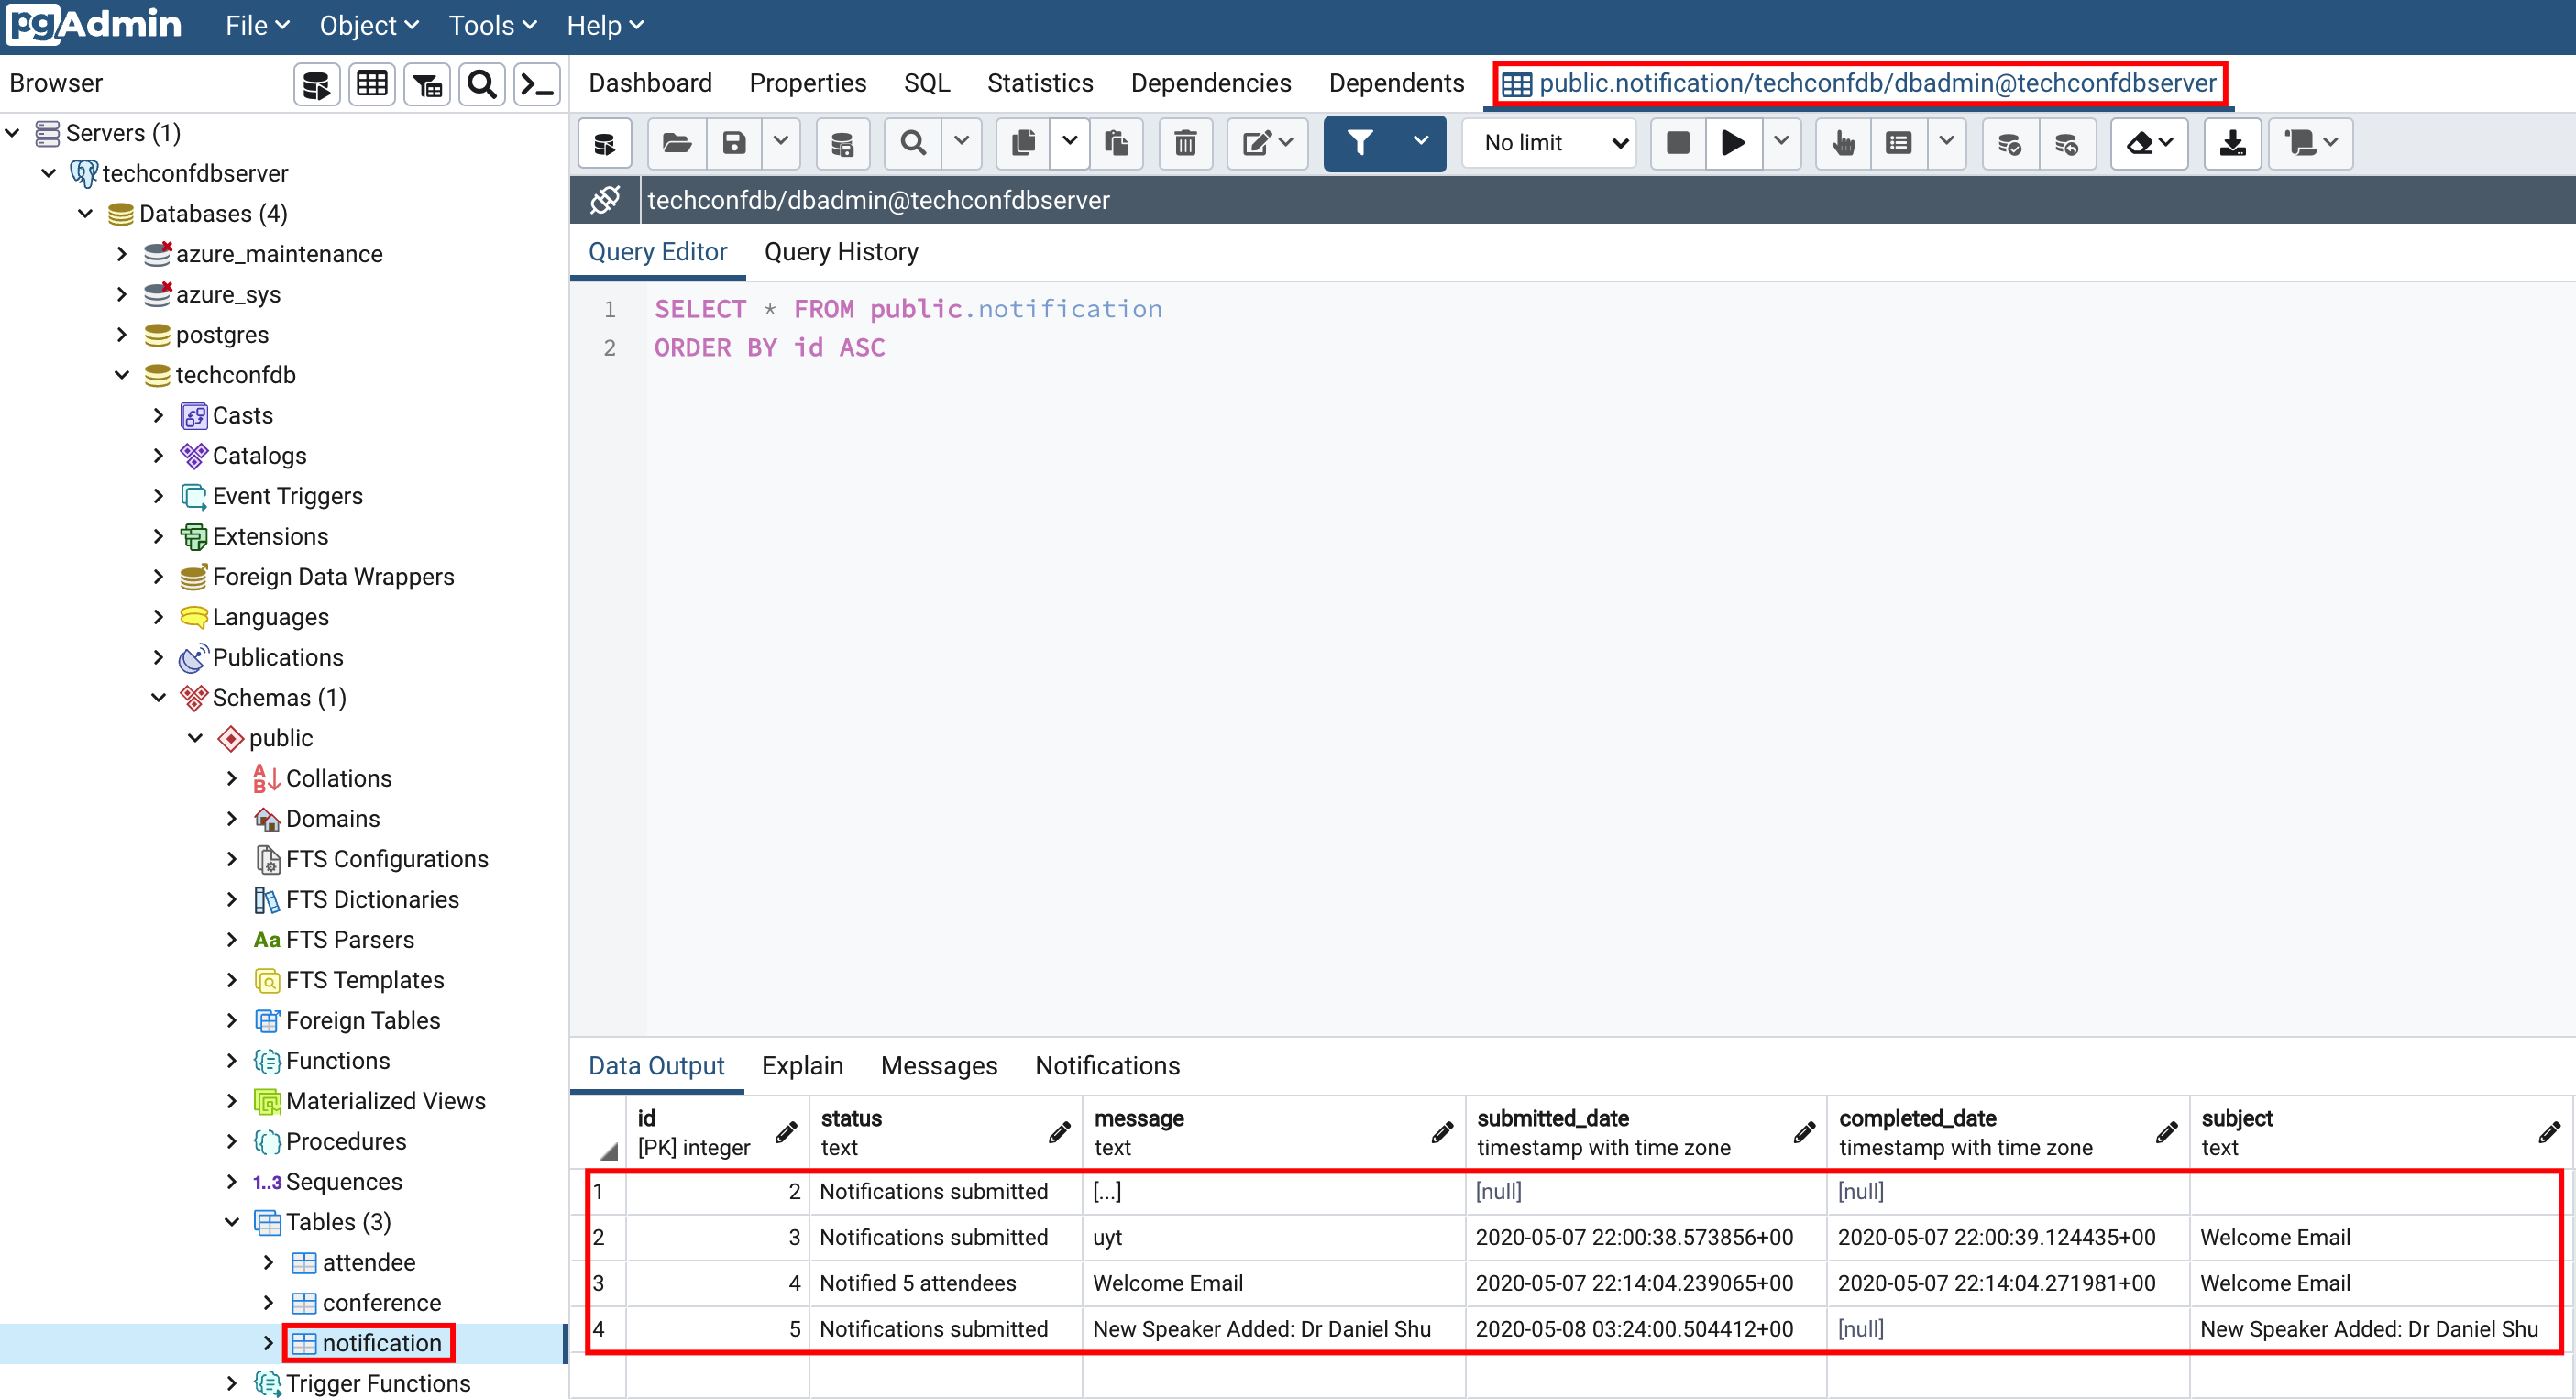 pgAdmin File Object Tools Help
Browser
Dashboard Properties SQL Statistics Dependencies Dependents public.notification/techconfdb/dbadmin@techconfdbserver
Servers (1)
techconfdbserver
Databases (4)
azure_maintenance
azure_sys
postgres
techconfdb
Casts
Catalogs
Event Triggers
Extensions
Foreign Data Wrappers
Languages
Publications
Schemas (1)
public
Collations
Domains
FTS Configurations
FTS Dictionaries
Aa FTS Parsers
FTS Templates
Foreign Tables
Functions
Materialized Views
Procedures
1..3 Sequences
Tables (3)
attendee
conference
notification
Trigger Functions
No limit
techconfdb/dbadmin@techconfdbserver
Query Editor Query History
1 SELECT * FROM public.notification
2 ORDER BY id ASC
Data Output Explain Messages Notifications
id status message submitted_date completed_date subject
[PK] integer text text timestamp with time zone timestamp with time zone text
1 2 Notifications submitted [...] [null] [null]
2 3 Notifications submitted uyt 2020-05-07 22:00:38.573856+00 2020-05-07 22:00:39.124435+00 Welcome Email
3 4 Notified 5 attendees Welcome Email 2020-05-07 22:14:04.239065+00 2020-05-07 22:14:04.271981+00 Welcome Email
4 5 Notifications submitted New Speaker Added: Dr Daniel Shu 2020-05-08 03:24:00.504412+00 [null] New Speaker Added: Dr Daniel Shu